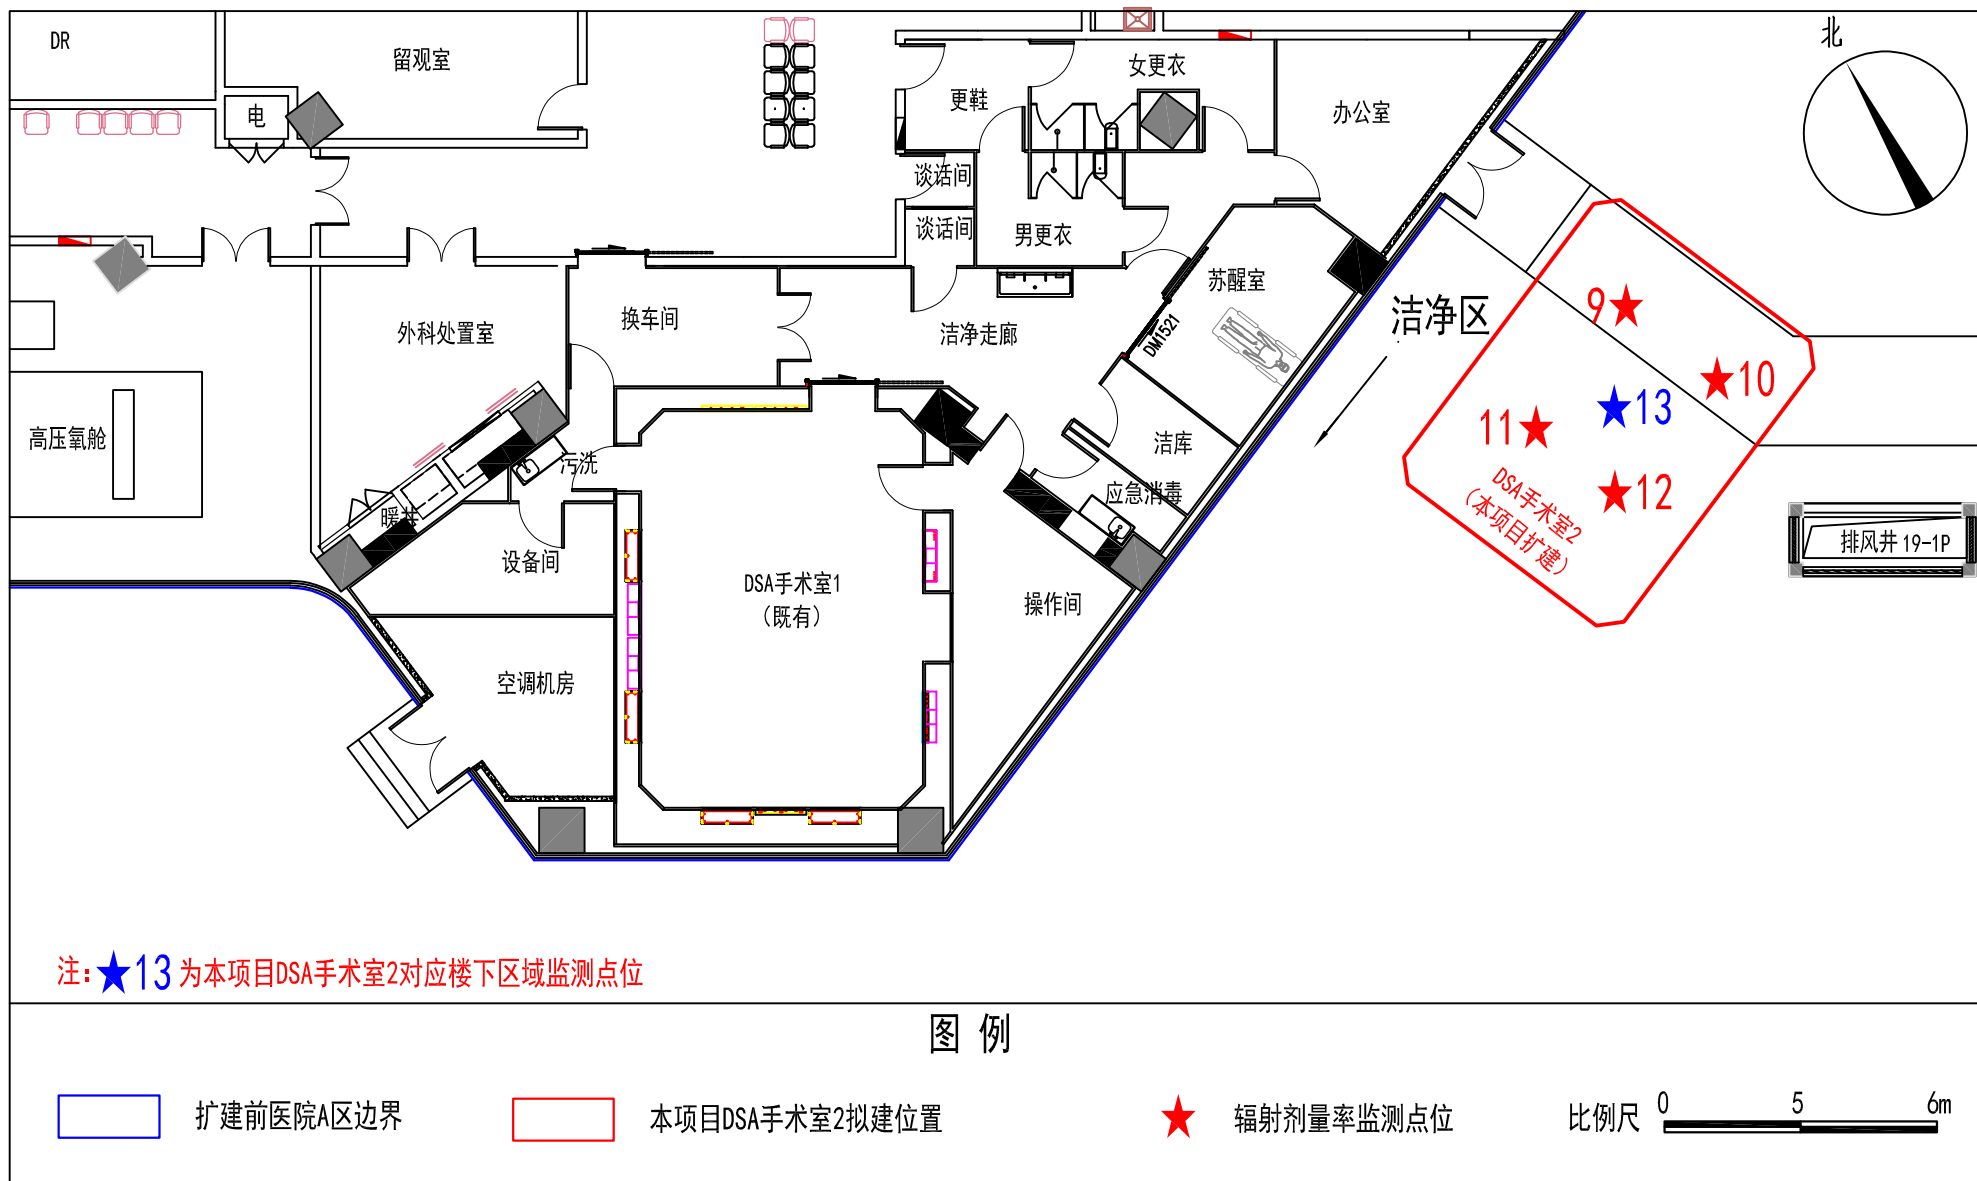 DR
留观室
电
女更衣
更鞋
办公室
北
谈话间
谈话间
男更衣
苏醒室
换车间
外科处置室
洁净走廊
DM1521
洁净区
9
10
13
11
12
DSA手术室2
（本项目扩建）
高压氧舱
污洗
洁库
应急消毒
暖井
设备间
DSA手术室1
（既有）
操作间
排风井 19-1P
空调机房
注：★13 为本项目DSA手术室2对应楼下区域监测点位
图 例
扩建前医院A区边界
本项目DSA手术室2拟建位置
辐射剂量率监测点位
比例尺 0 5 6m